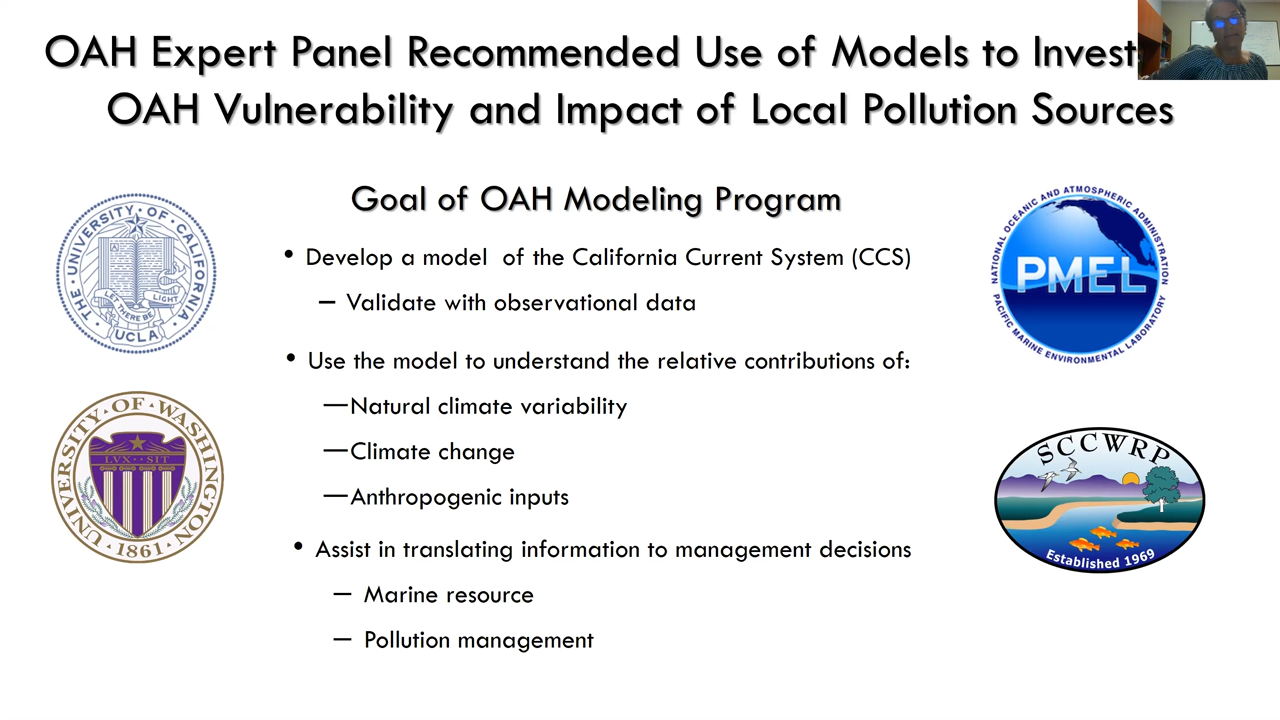 OAH Expert Panel Recommended Use of Models to Invest
OAH Vulnerability and Impact of Local Pollution Sources
Goal of OAH Modeling Program
• Develop a model of the California Current System (CCS)
– Validate with observational data
• Use the model to understand the relative contributions of:
—Natural climate variability
—Climate change
—Anthropogenic inputs
• Assist in translating information to management decisions
– Marine resource
– Pollution management
THE UNIVERSITY OF CALIFORNIA
LET THERE BE LIGHT
UCLA
UNIVERSITY OF WASHINGTON
LVX SIT
1861
NATIONAL OCEANIC AND ATMOSPHERIC ADMINISTRATION
PMEL
PACIFIC MARINE ENVIRONMENTAL LABORATORY
SCCWRP
Established 1969